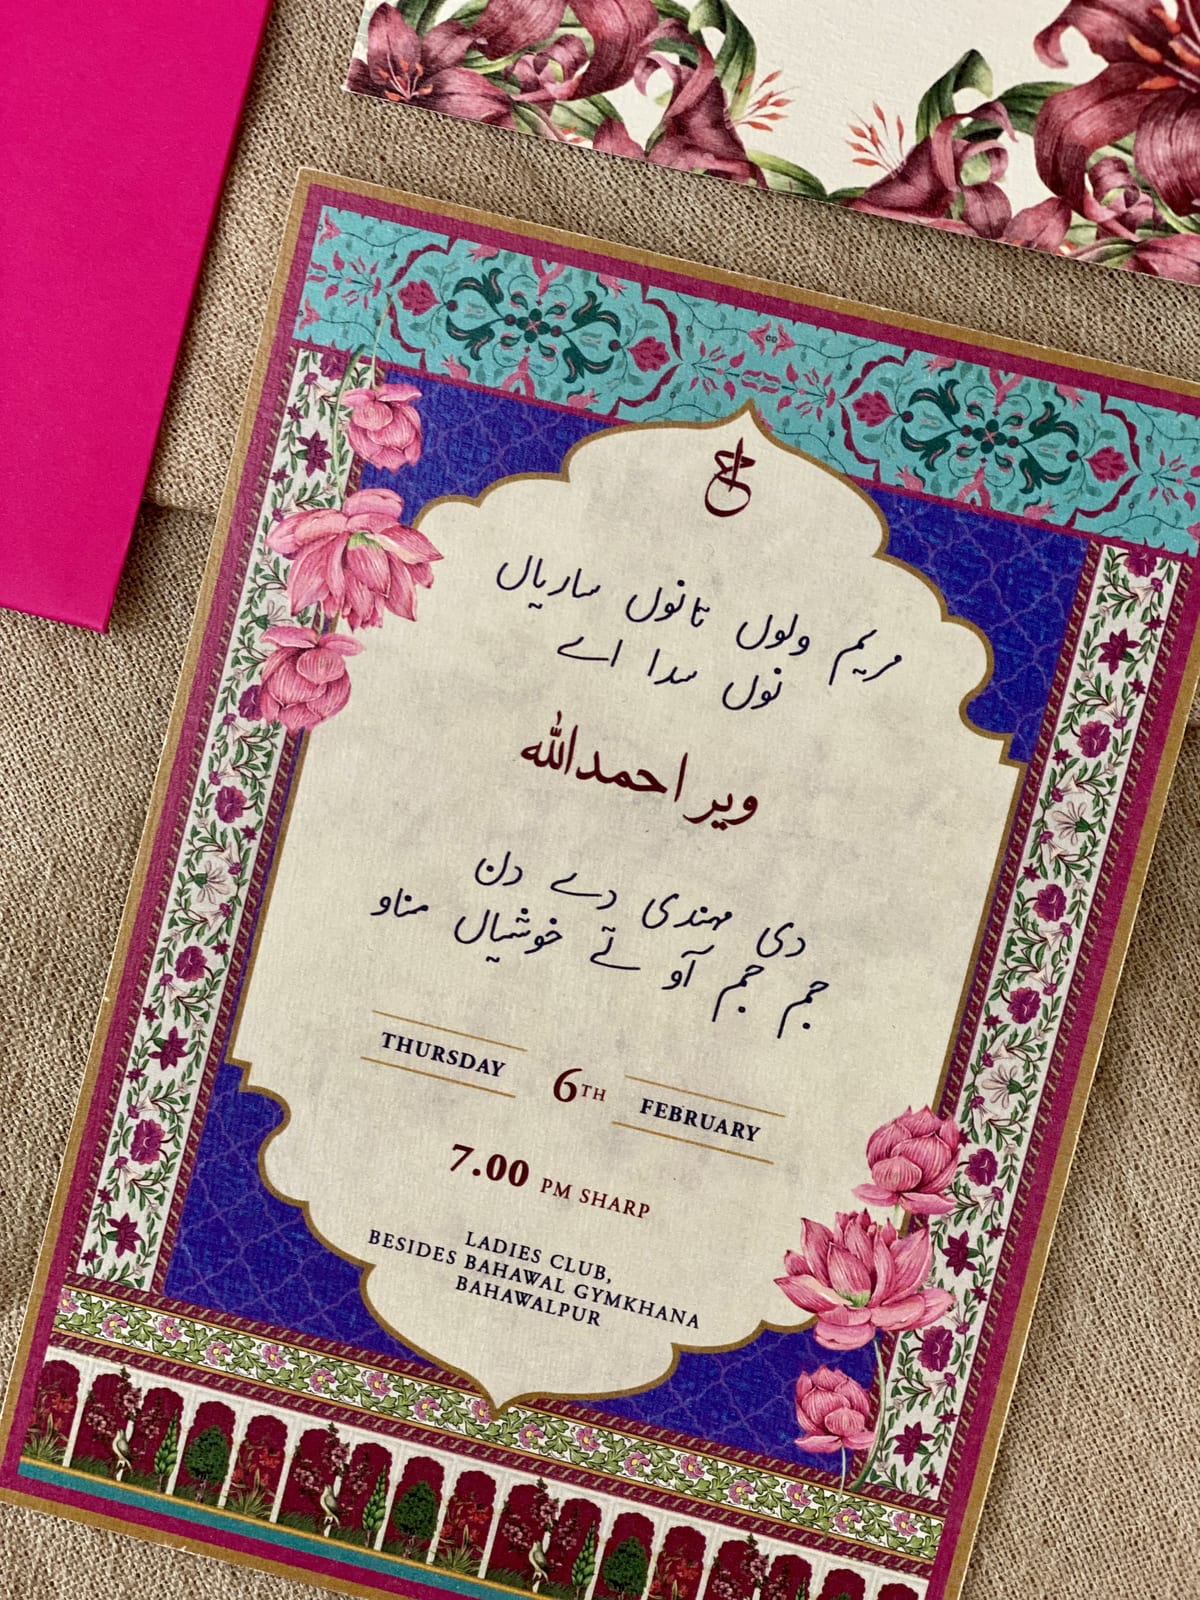 مریم ولوں تانوں ساریاں
نوں سدا اے
ویر احمداللہ
دی مہندی دے دن
جم جم آو تے خوشیاں مناو
THURSDAY 6TH FEBRUARY
7.00 PM SHARP
LADIES CLUB,
BESIDES BAHAWAL GYMKHANA
BAHAWALPUR